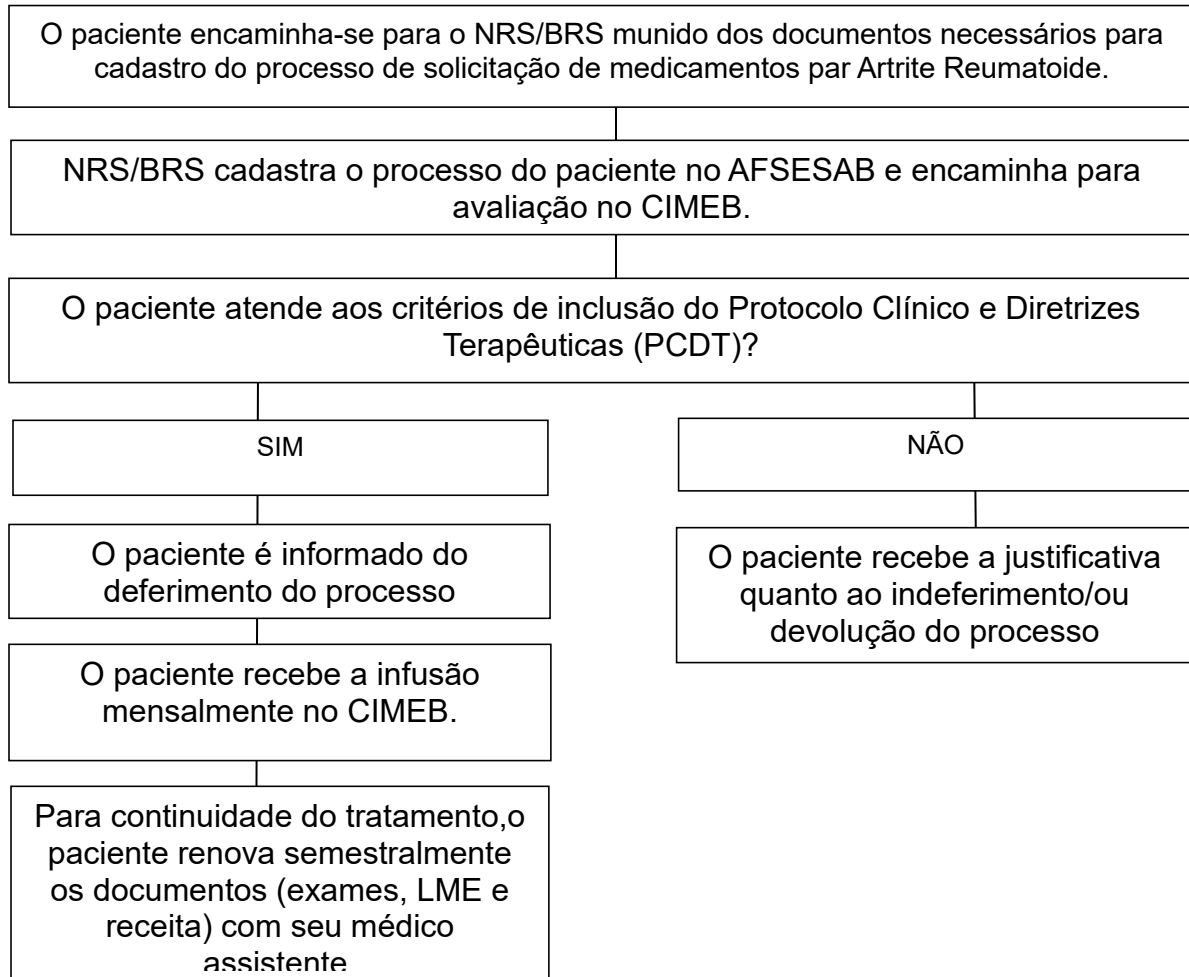 O paciente encaminha-se para o NRS/BRS munido dos documentos necessários para
cadastro do processo de solicitação de medicamentos par Artrite Reumatoide.
NRS/BRS cadastra o processo do paciente no AFSESAB e encaminha para
avaliação no CIMEB.
O paciente atende aos critérios de inclusão do Protocolo Clínico e Diretrizes
Terapêuticas (PCDT)?
SIM
NÃO
O paciente é informado do
deferimento do processo
O paciente recebe a justificativa
quanto ao indeferimento/ou
devolução do processo
O paciente recebe a infusão
mensalmente no CIMEB.
Para continuidade do tratamento,o
paciente renova semestralmente
os documentos (exames, LME e
receita) com seu médico
assistente